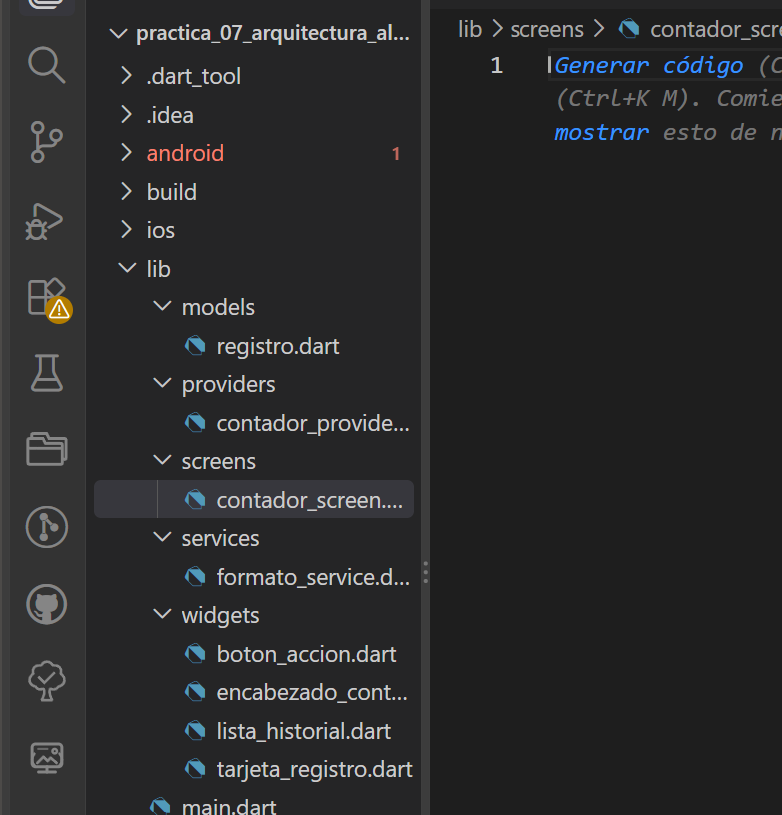 practica_07_arquitectura_al...
.dart_tool
.idea
android 1
build
ios
lib
models
registro.dart
providers
contador_provide...
screens
contador_screen....
services
formato_service.d...
widgets
boton_accion.dart
encabezado_cont...
lista_historial.dart
tarjeta_registro.dart
main.dart
lib > screens > contador_scre
1 Generar código (C
(Ctrl+K M). Comie
mostrar esto de n